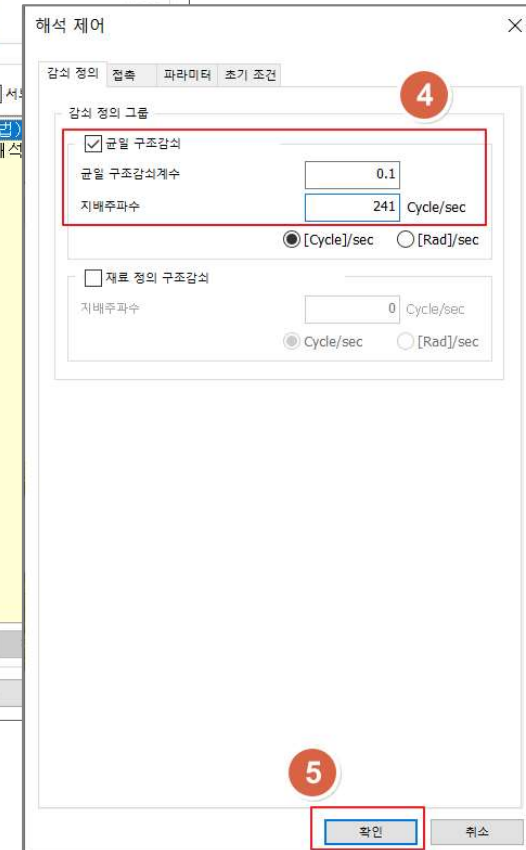 해석 제어
감쇠 정의 접촉 파라미터 초기 조건
4
감쇠 정의 그룹
균일 구조감쇠
균일 구조감쇠계수 0.1
지배주파수 241 Cycle/sec
[Cycle]/sec [Rad]/sec
재료 정의 구조감쇠
지배주파수 0 Cycle/sec
Cycle/sec [Rad]/sec
5
확인 취소